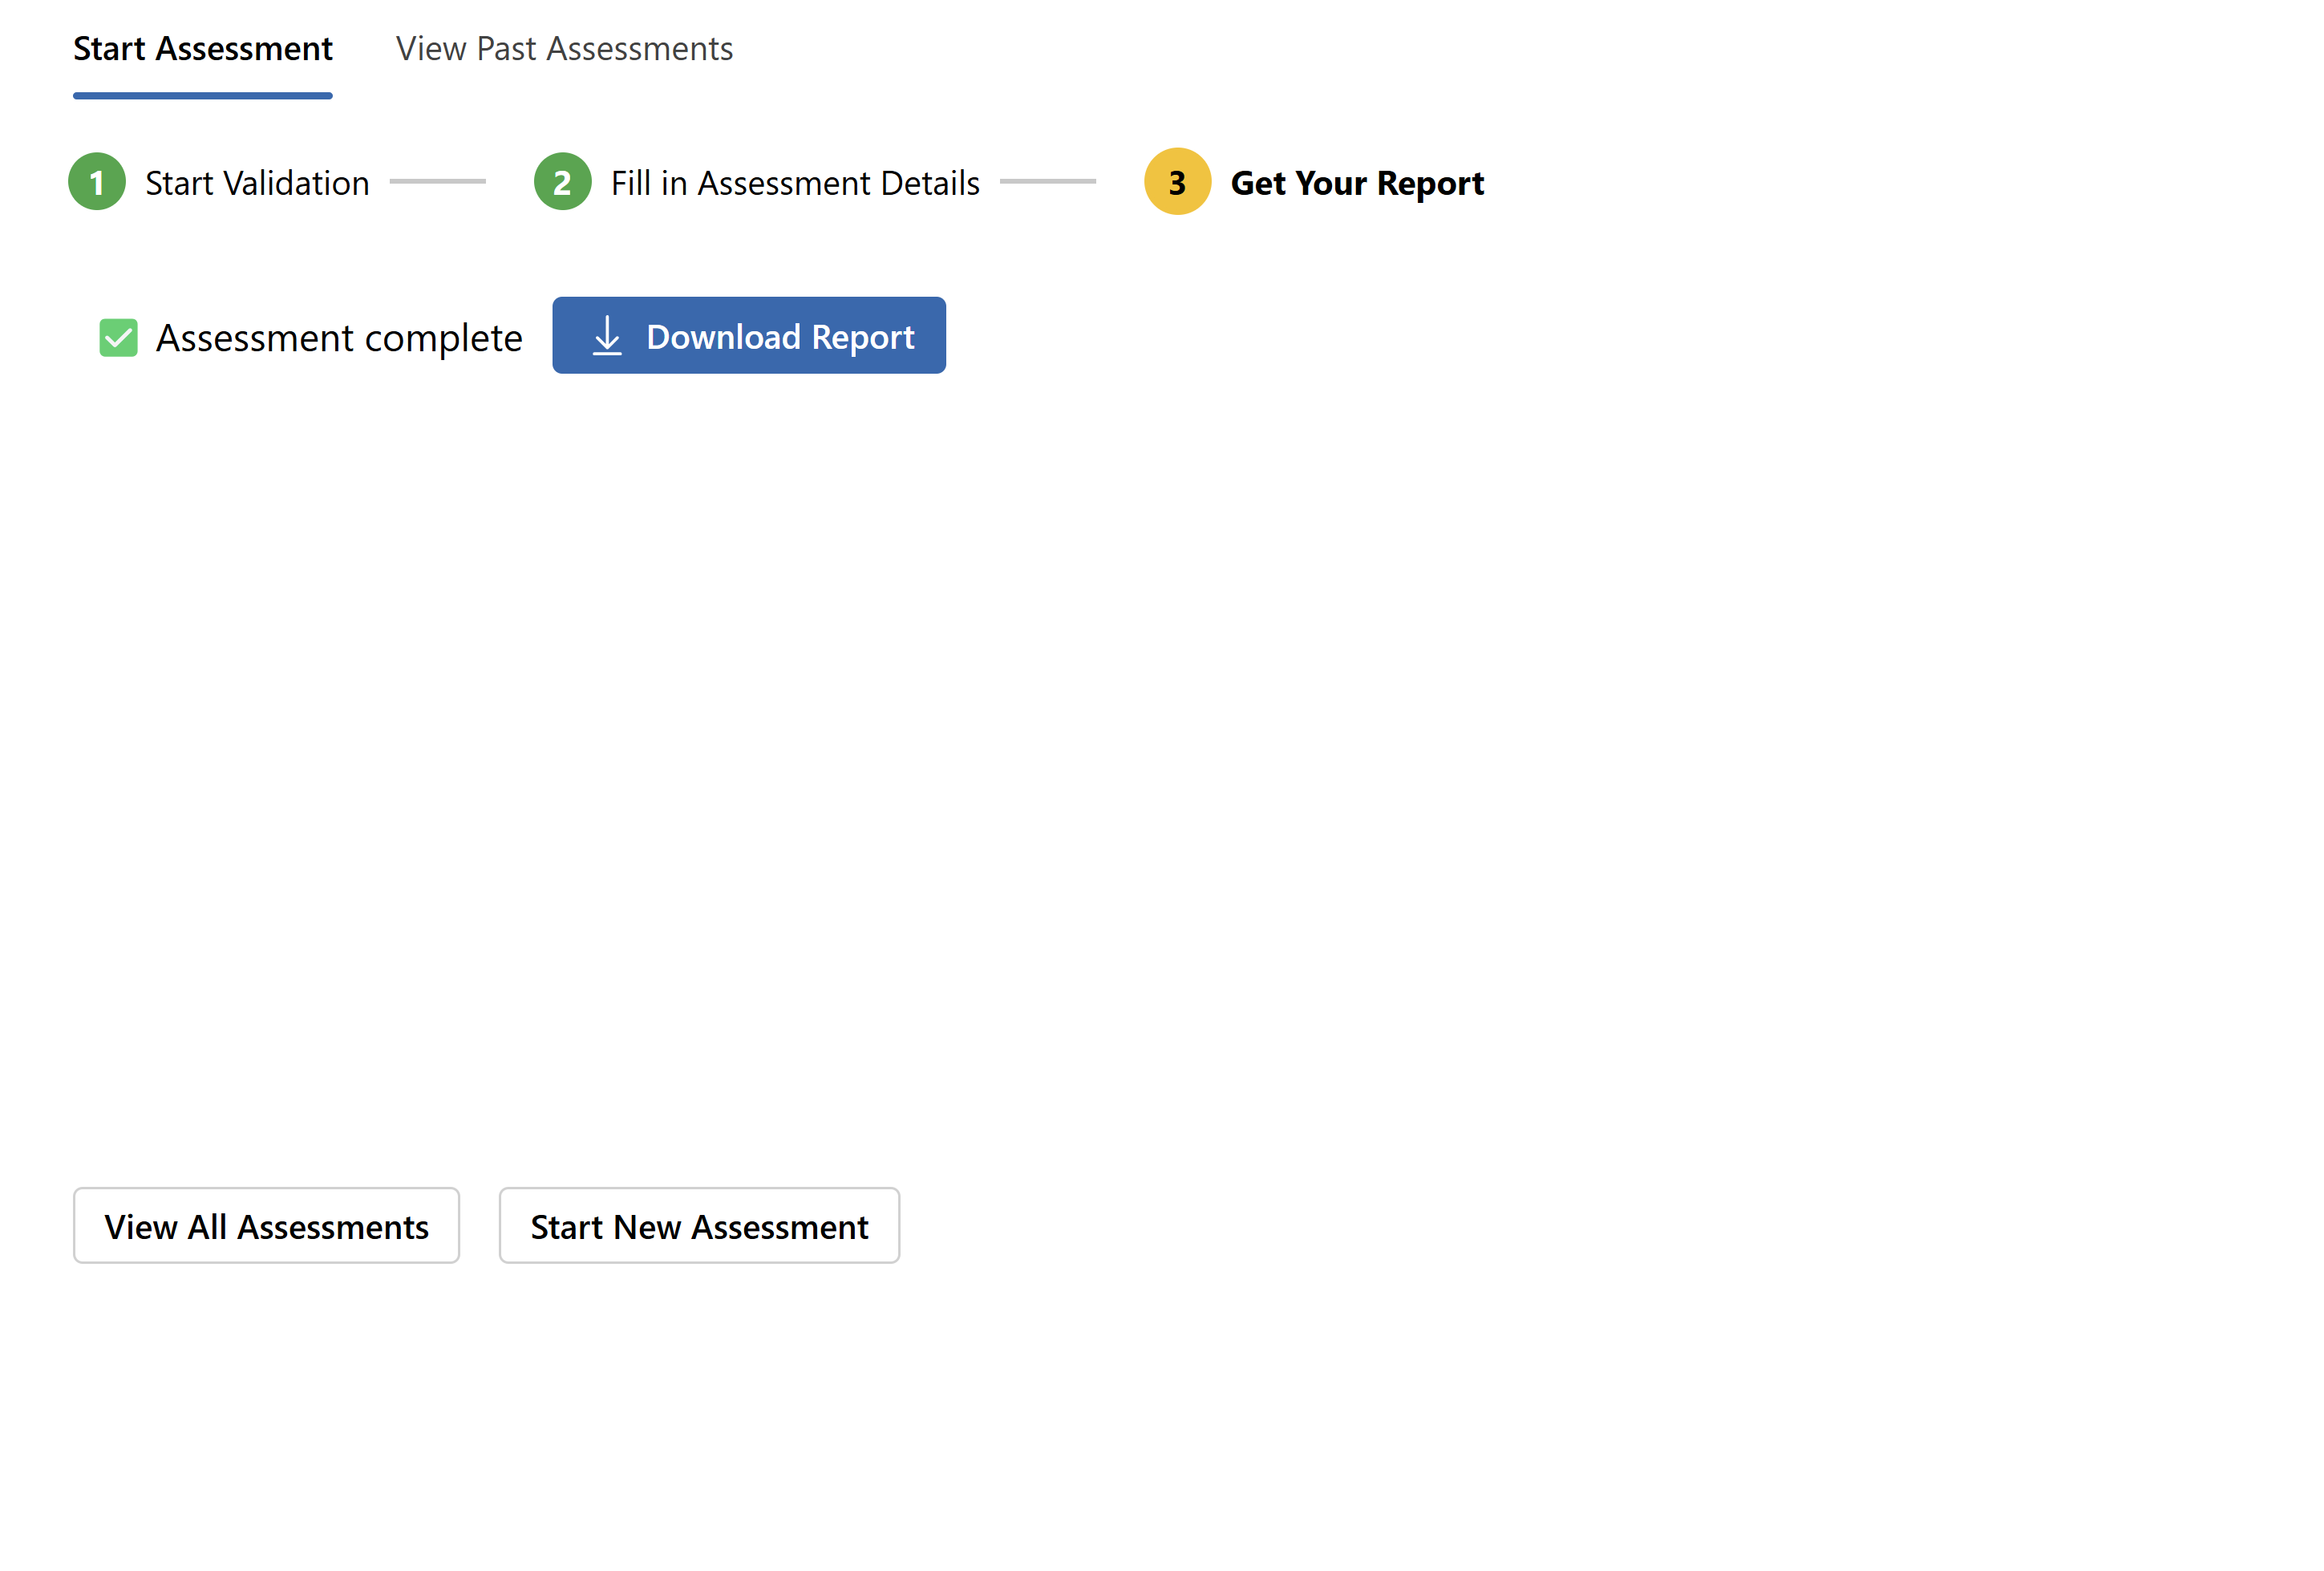 Start Assessment View Past Assessments
1 Start Validation 2 Fill in Assessment Details 3 Get Your Report
Assessment complete Download Report
View All Assessments Start New Assessment